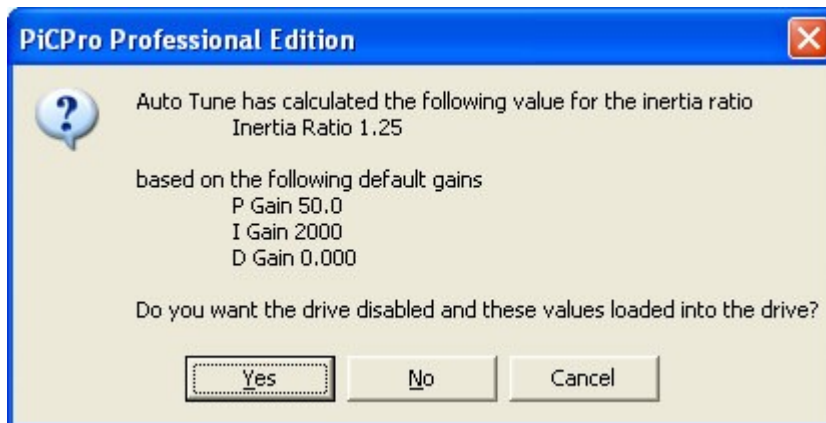 PiCPro Professional Edition
?
Auto Tune has calculated the following value for the inertia ratio
Inertia Ratio 1.25
based on the following default gains
P Gain 50.0
I Gain 2000
D Gain 0.000
Do you want the drive disabled and these values loaded into the drive?
Yes No Cancel